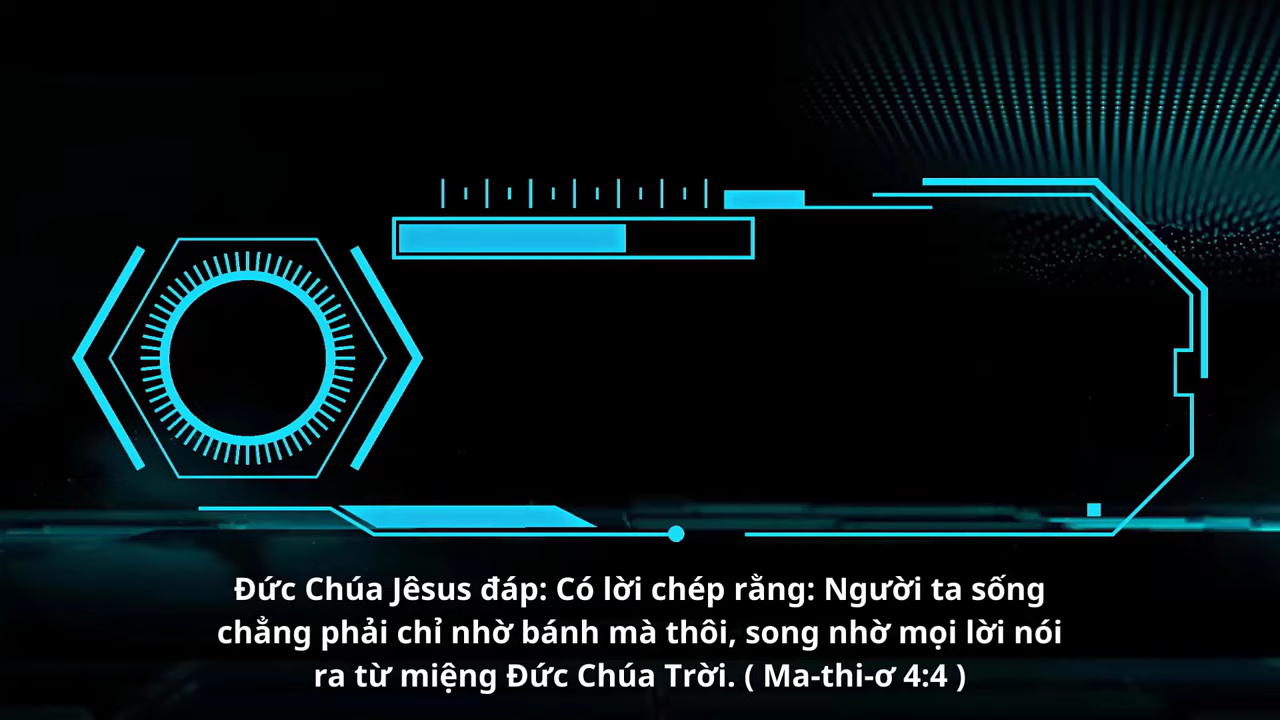 Đức Chúa Jêsus đáp: Có lời chép rằng: Người ta sống
chẳng phải chỉ nhờ bánh mà thôi, song nhờ mọi lời nói
ra từ miệng Đức Chúa Trời. ( Ma-thi-ơ 4:4 )